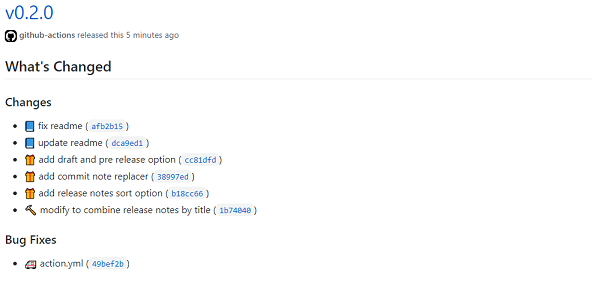 v0.2.0
github-actions released this 5 minutes ago
What's Changed
Changes
fix readme ( afb2b15 )
update readme ( dca9ed1 )
add draft and pre release option ( cc81dfd )
add commit note replacer ( 38997ed )
add release notes sort option ( b18cc66 )
modify to combine release notes by title ( 1b74040 )
Bug Fixes
action.yml ( 49bef2b )